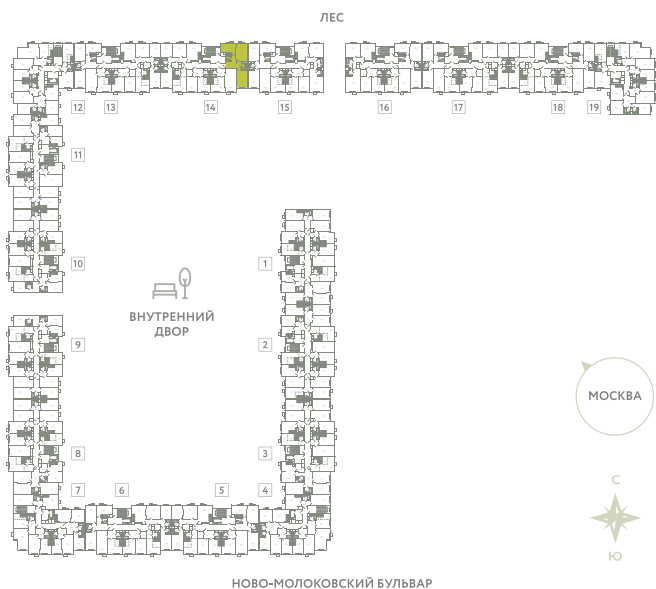 ЛЕС
12 13 14 15 16 17 18 19
11
10 1
ВНУТРЕННИЙ
ДВОР
9 2
МОСКВА
8 3
7 6 5 4
С
Ю
НОВО-МОЛОКОВСКИЙ БУЛЬВАР